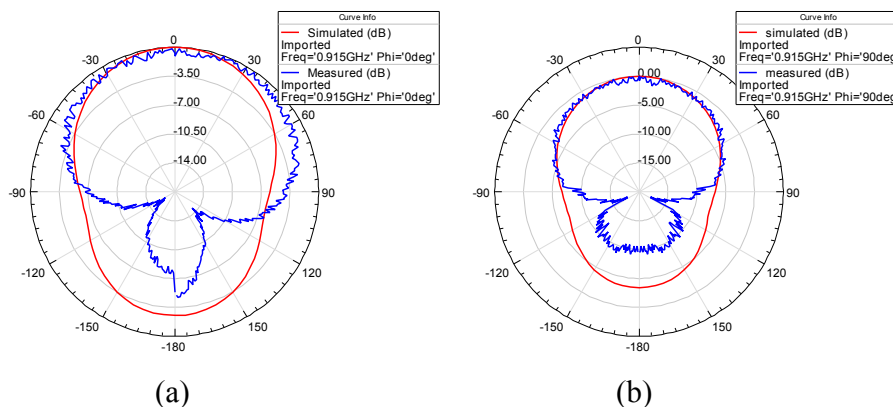 Curve Info
Simulated (dB)
Imported
Freq='0.915GHz' Phi='0deg'
Measured (dB)
Imported
Freq='0.915GHz' Phi='0deg'
0
-30
30
-3.50
-60
60
-7.00
-10.50
-14.00
-90
90
-120
120
-150
150
-180
(a)
Curve Info
simulated (dB)
Imported
Freq='0.915GHz' Phi='90deg'
measured (dB)
Imported
Freq='0.915GHz' Phi='90deg'
0
-30
30
0.00
-60
60
-5.00
-10.00
-15.00
-90
90
-120
120
-150
150
-180
(b)